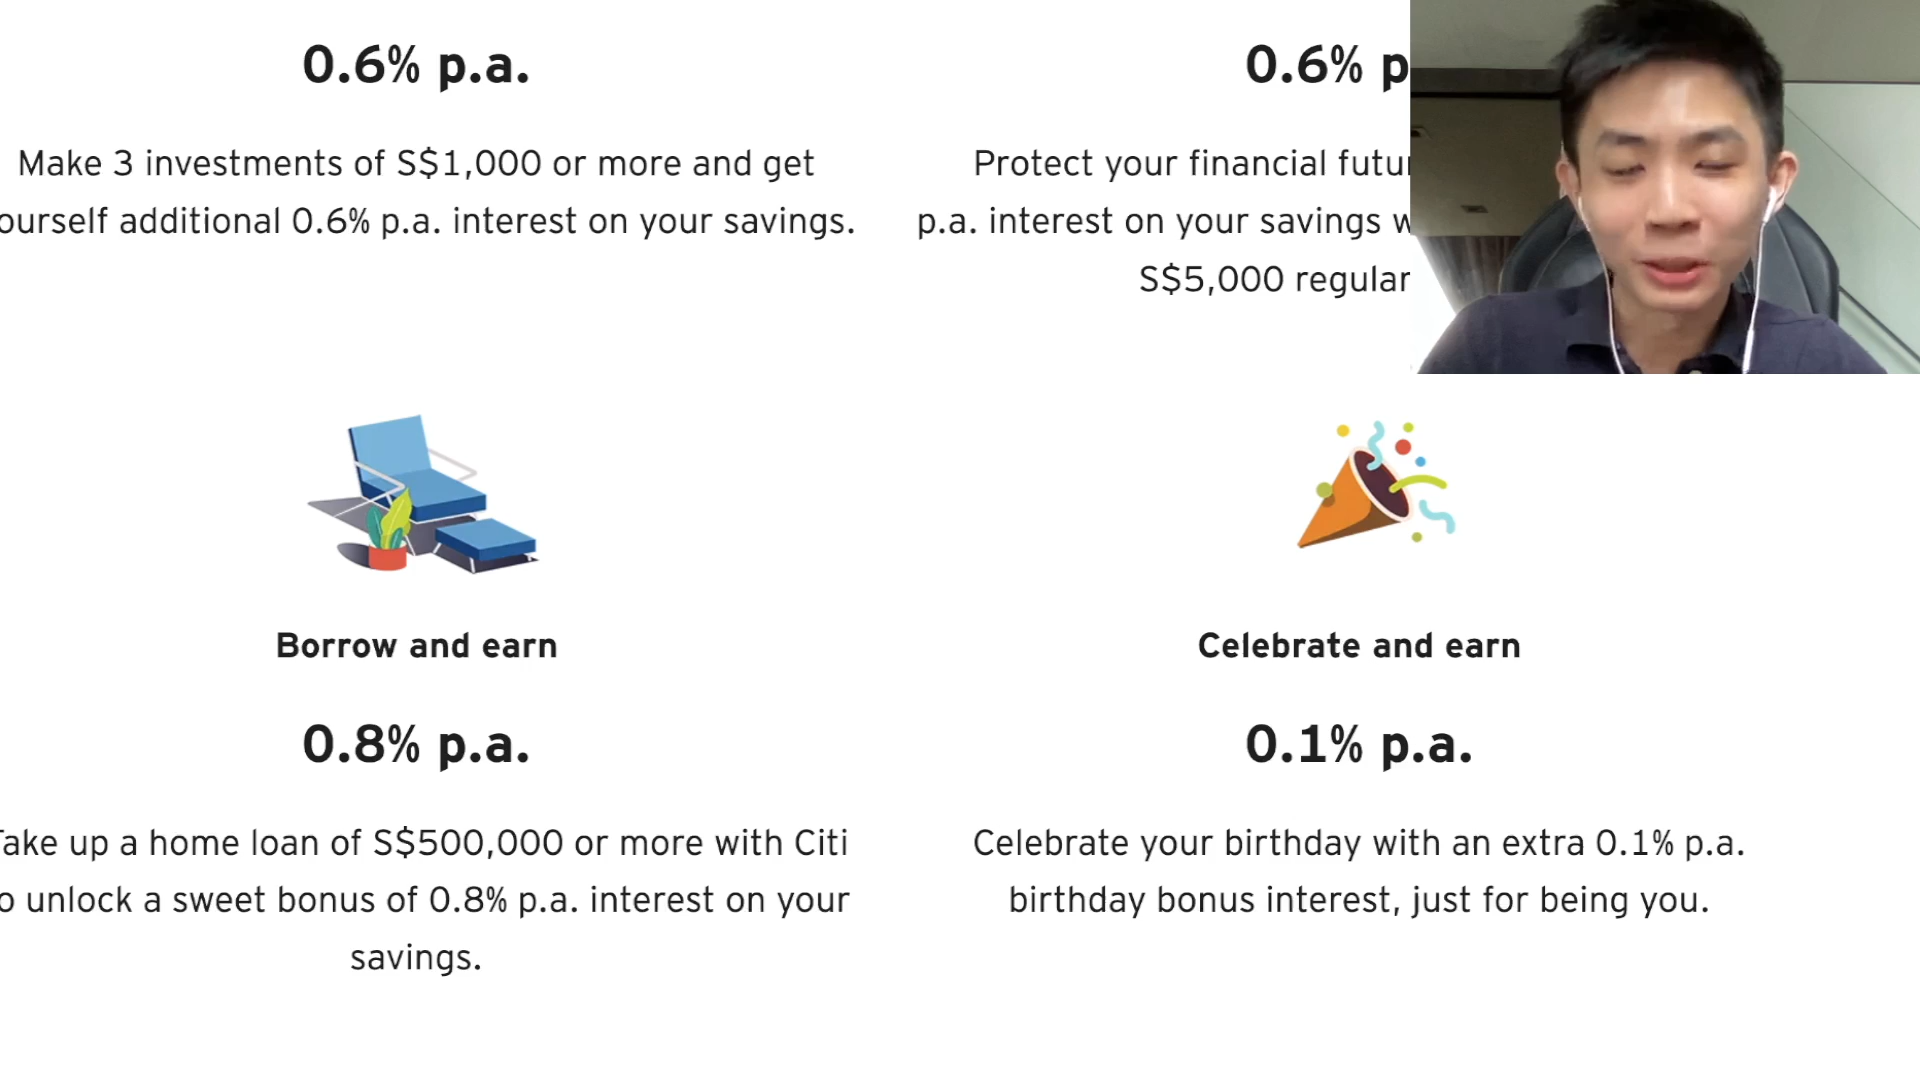 0.6% p.a.
Make 3 investments of S$1,000 or more and get
ourself additional 0.6% p.a. interest on your savings.
0.6% p
Protect your financial futu
p.a. interest on your savings w
S$5,000 regular
Borrow and earn
0.8% p.a.
Take up a home loan of S$500,000 or more with Citi
o unlock a sweet bonus of 0.8% p.a. interest on your
savings.
Celebrate and earn
0.1% p.a.
Celebrate your birthday with an extra 0.1% p.a.
birthday bonus interest, just for being you.